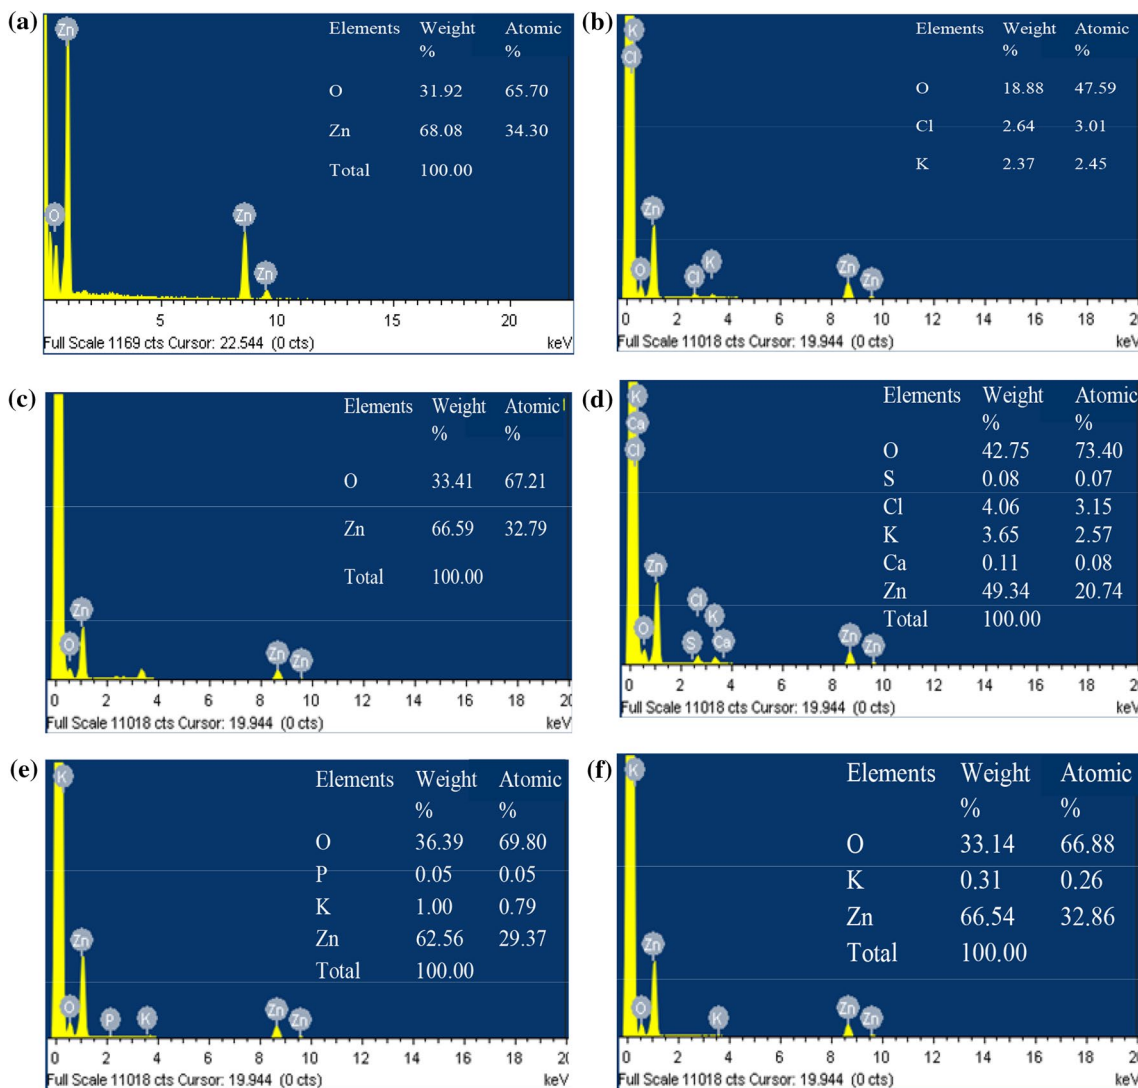 (a)
Zn
Elements Weight Atomic
% %
O 31.92 65.70
Zn 68.08 34.30
Total 100.00
O
Zn
Zn
5 10 15 20
Full Scale 1169 cts Cursor: 22.544 (0 cts) keV
(b)
K
Cl
Elements Weight Atomic
% %
O 18.88 47.59
Cl 2.64 3.01
K 2.37 2.45
Zn
O
Cl
K
Zn
Zn
0 2 4 6 8 10 12 14 16 18 20
Full Scale 11018 cts Cursor: 19.944 (0 cts) keV
(c)
Elements Weight Atomic
% %
O 33.41 67.21
Zn 66.59 32.79
Total 100.00
Zn
O
Zn
Zn
0 2 4 6 8 10 12 14 16 18 20
Full Scale 11018 cts Cursor: 19.944 (0 cts) keV
(d)
K
Ca
Cl
Elements Weight Atomic
% %
O 42.75 73.40
S 0.08 0.07
Cl 4.06 3.15
K 3.65 2.57
Ca 0.11 0.08
Zn 49.34 20.74
Total 100.00
Zn
O
Cl
K
S
Ca
Zn
Zn
0 2 4 6 8 10 12 14 16 18
Full Scale 11018 cts Cursor: 19.944 (0 cts) keV
(e)
K
Elements Weight Atomic
% %
O 36.39 69.80
P 0.05 0.05
K 1.00 0.79
Zn 62.56 29.37
Total 100.00
Zn
O
P
K
Zn
Zn
0 2 4 6 8 10 12 14 16 18
Full Scale 11018 cts Cursor: 19.944 (0 cts) keV
(f)
K
Elements Weight Atomic
% %
O 33.14 66.88
K 0.31 0.26
Zn 66.54 32.86
Total 100.00
Zn
O
K
Zn
Zn
0 2 4 6 8 10 12 14 16 18
Full Scale 11018 cts Cursor: 19.944 (0 cts) keV